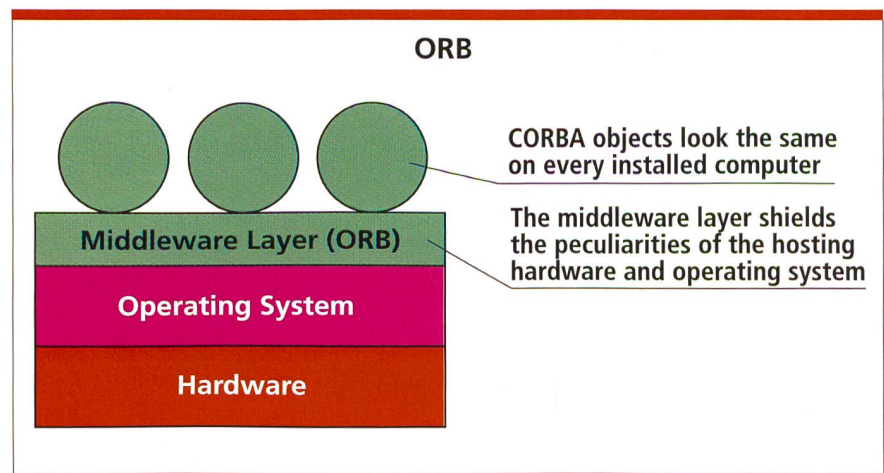 ORB
CORBA objects look the same
on every installed computer
The middleware layer shields
the peculiarities of the hosting
hardware and operating system
Middleware Layer (ORB)
Operating System
Hardware